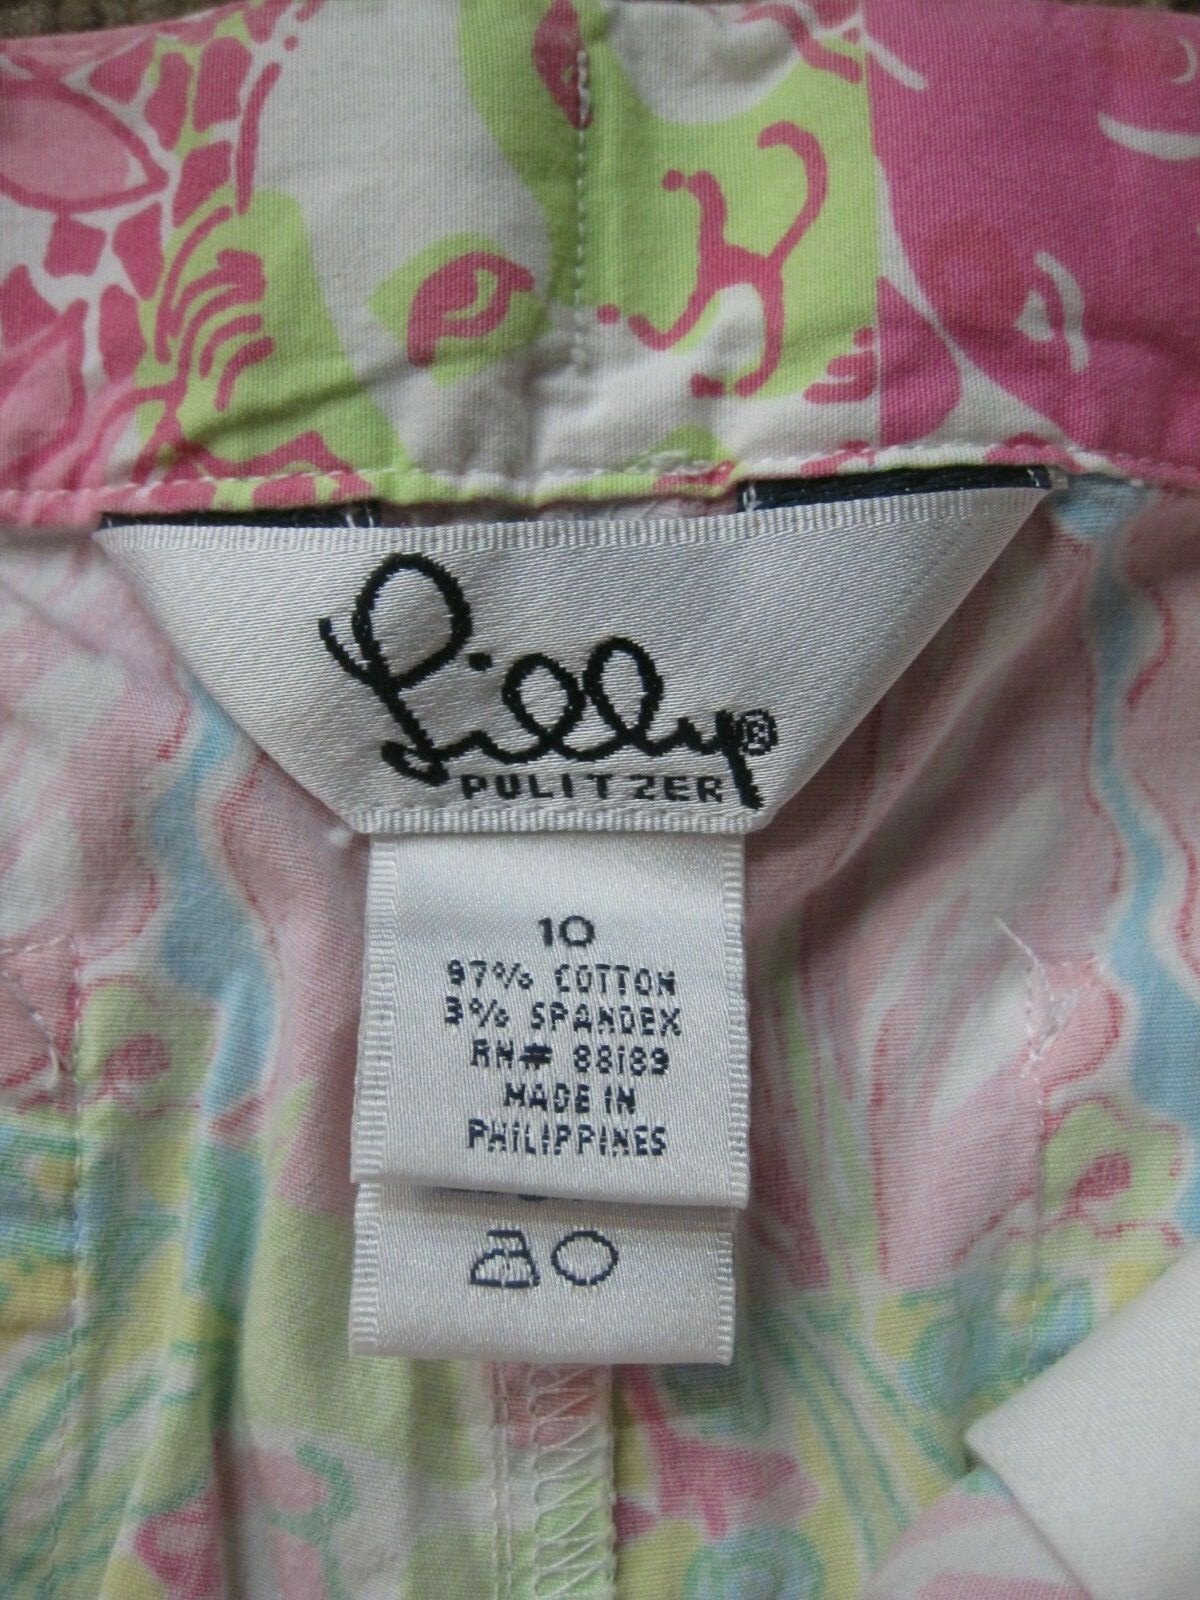 Lilly®
PULITZER
10
97% COTTON
3% SPANDEX
RN# 88189
MADE IN
PHILIPPINES